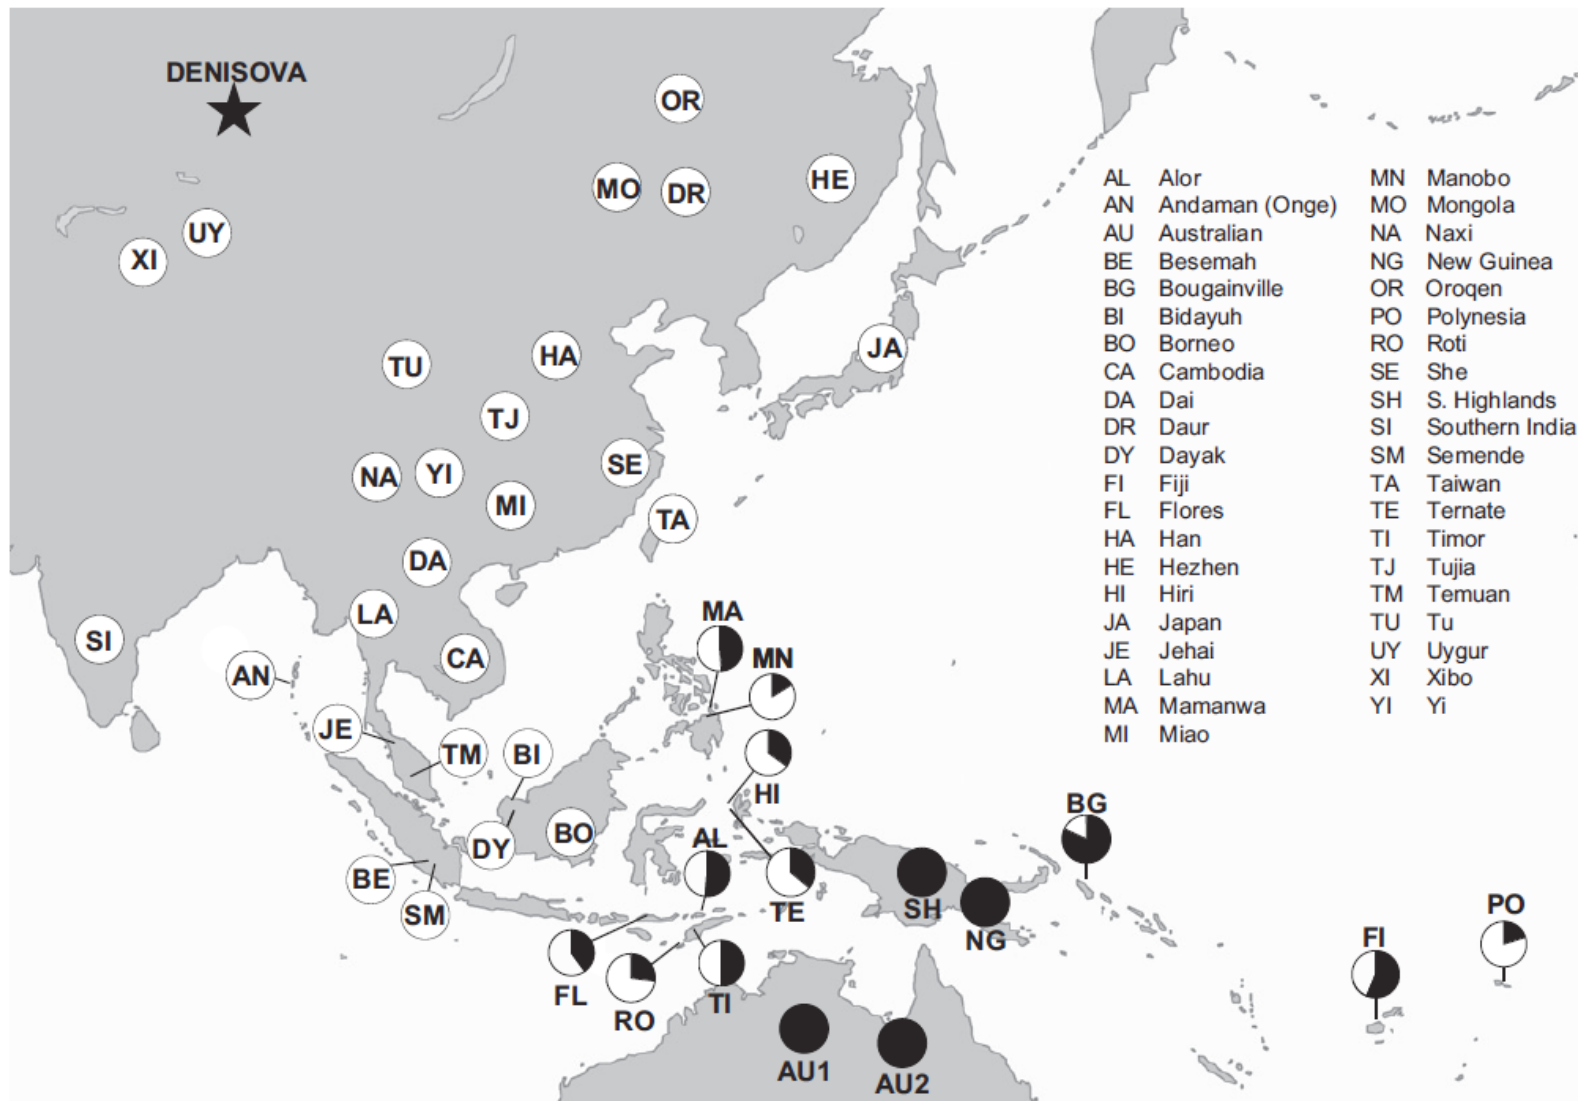 DENISOVA
OR
MO
DR
HE
UY
XI
TU
HA
JA
TJ
NA
YI
SE
MI
TA
DA
LA
SI
CA
AN
MA
MN
JE
TM
BI
HI
BO
DY
AL
BG
BE
SM
TE
SH
NG
PO
FI
FL
RO
TI
AU1
AU2
AL Alor
AN Andaman (Onge)
AU Australian
BE Besemah
BG Bougainville
BI Bidayuh
BO Borneo
CA Cambodia
DA Dai
DR Daur
DY Dayak
FI Fiji
FL Flores
HA Han
HE Hezhen
HI Hiri
JA Japan
JE Jehai
LA Lahu
MA Mamanwa
MI Miao
MN Manobo
MO Mongola
NA Naxi
NG New Guinea
OR Oroqen
PO Polynesia
RO Roti
SE She
SH S. Highlands
SI Southern India
SM Semende
TA Taiwan
TE Ternate
TI Timor
TJ Tujia
TM Temuan
TU Tu
UY Uygur
XI Xibo
YI Yi